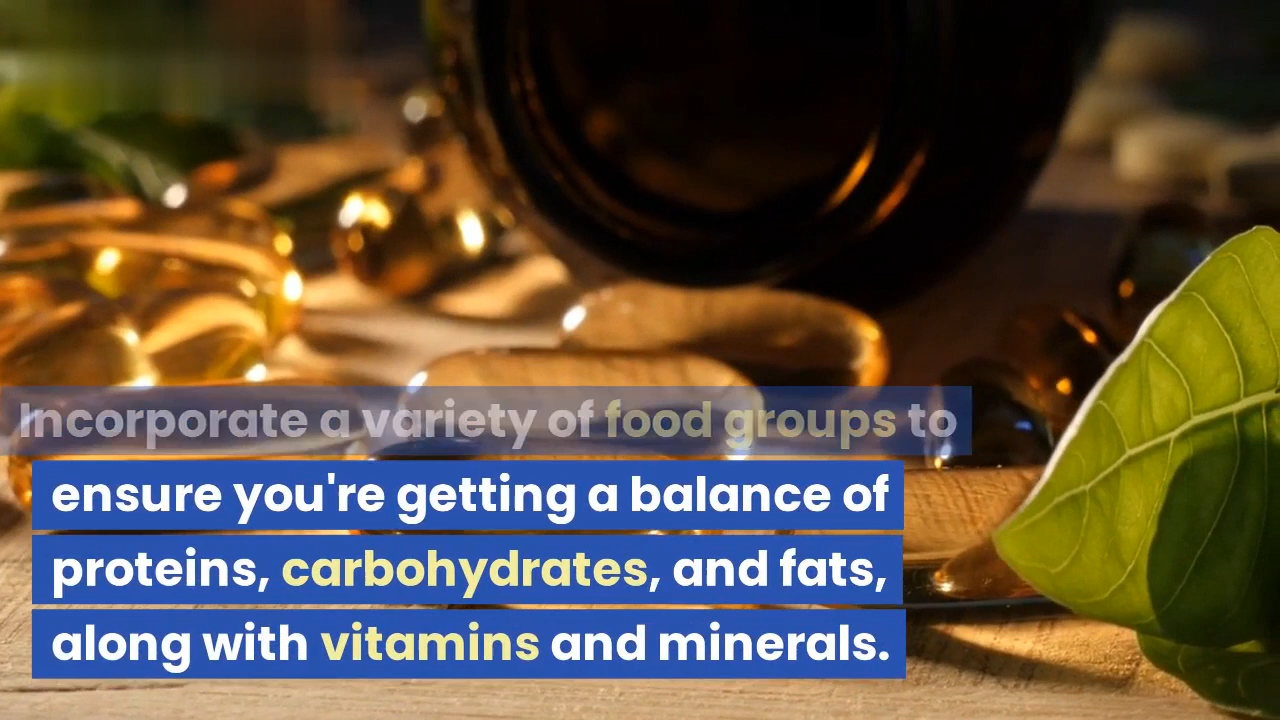 Incorporate a variety of food groups to
ensure you're getting a balance of
proteins, carbohydrates, and fats,
along with vitamins and minerals.